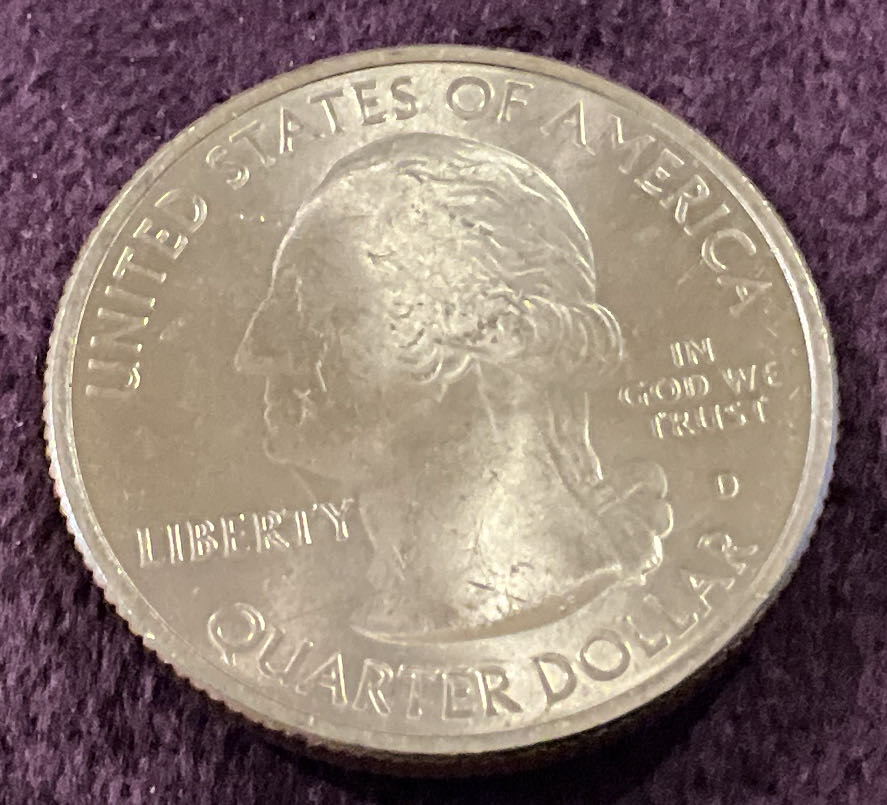 UNITED STATES OF AMERICA
IN
GOD WE
TRUST
D
LIBERTY
QUARTER DOLLAR